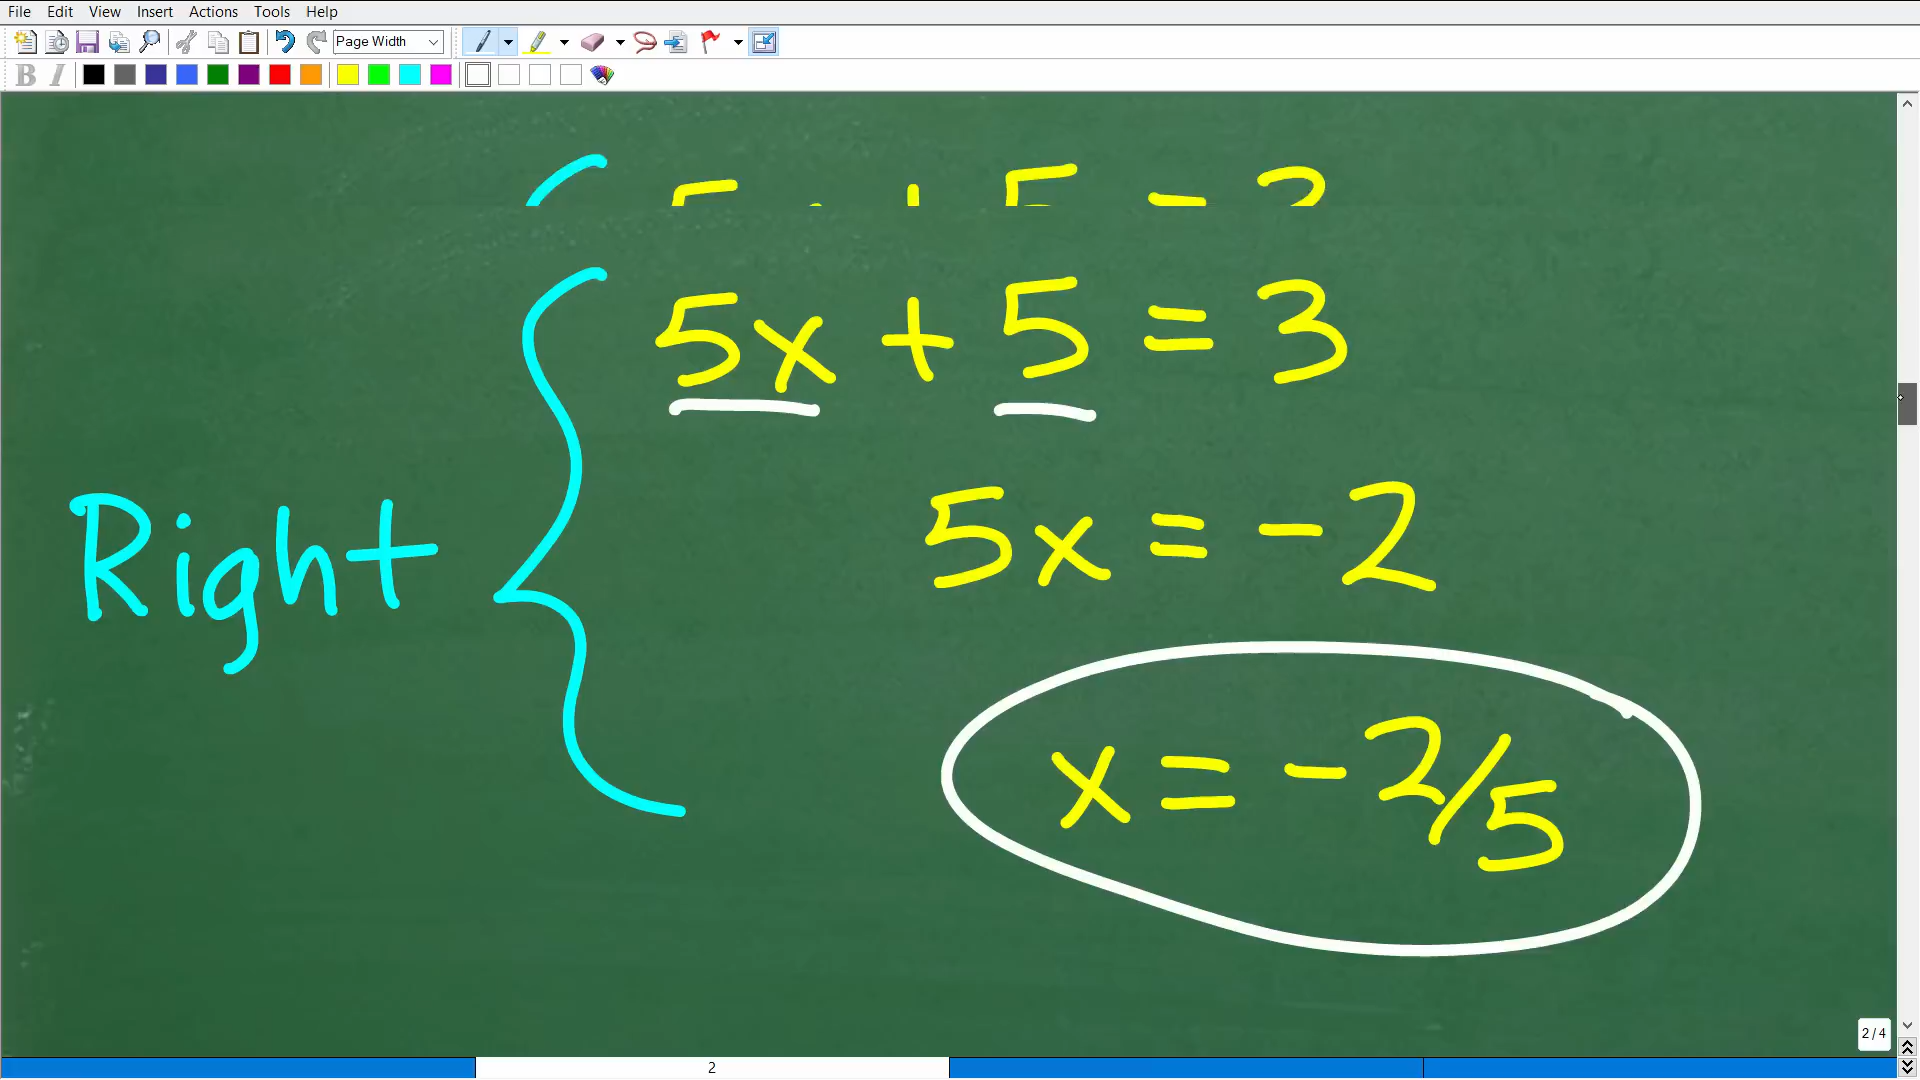 File Edit View Insert Actions Tools Help
Page Width
B I
5x + 5 = 3
5x = -2
Right
x = -2/5
2 / 4
2